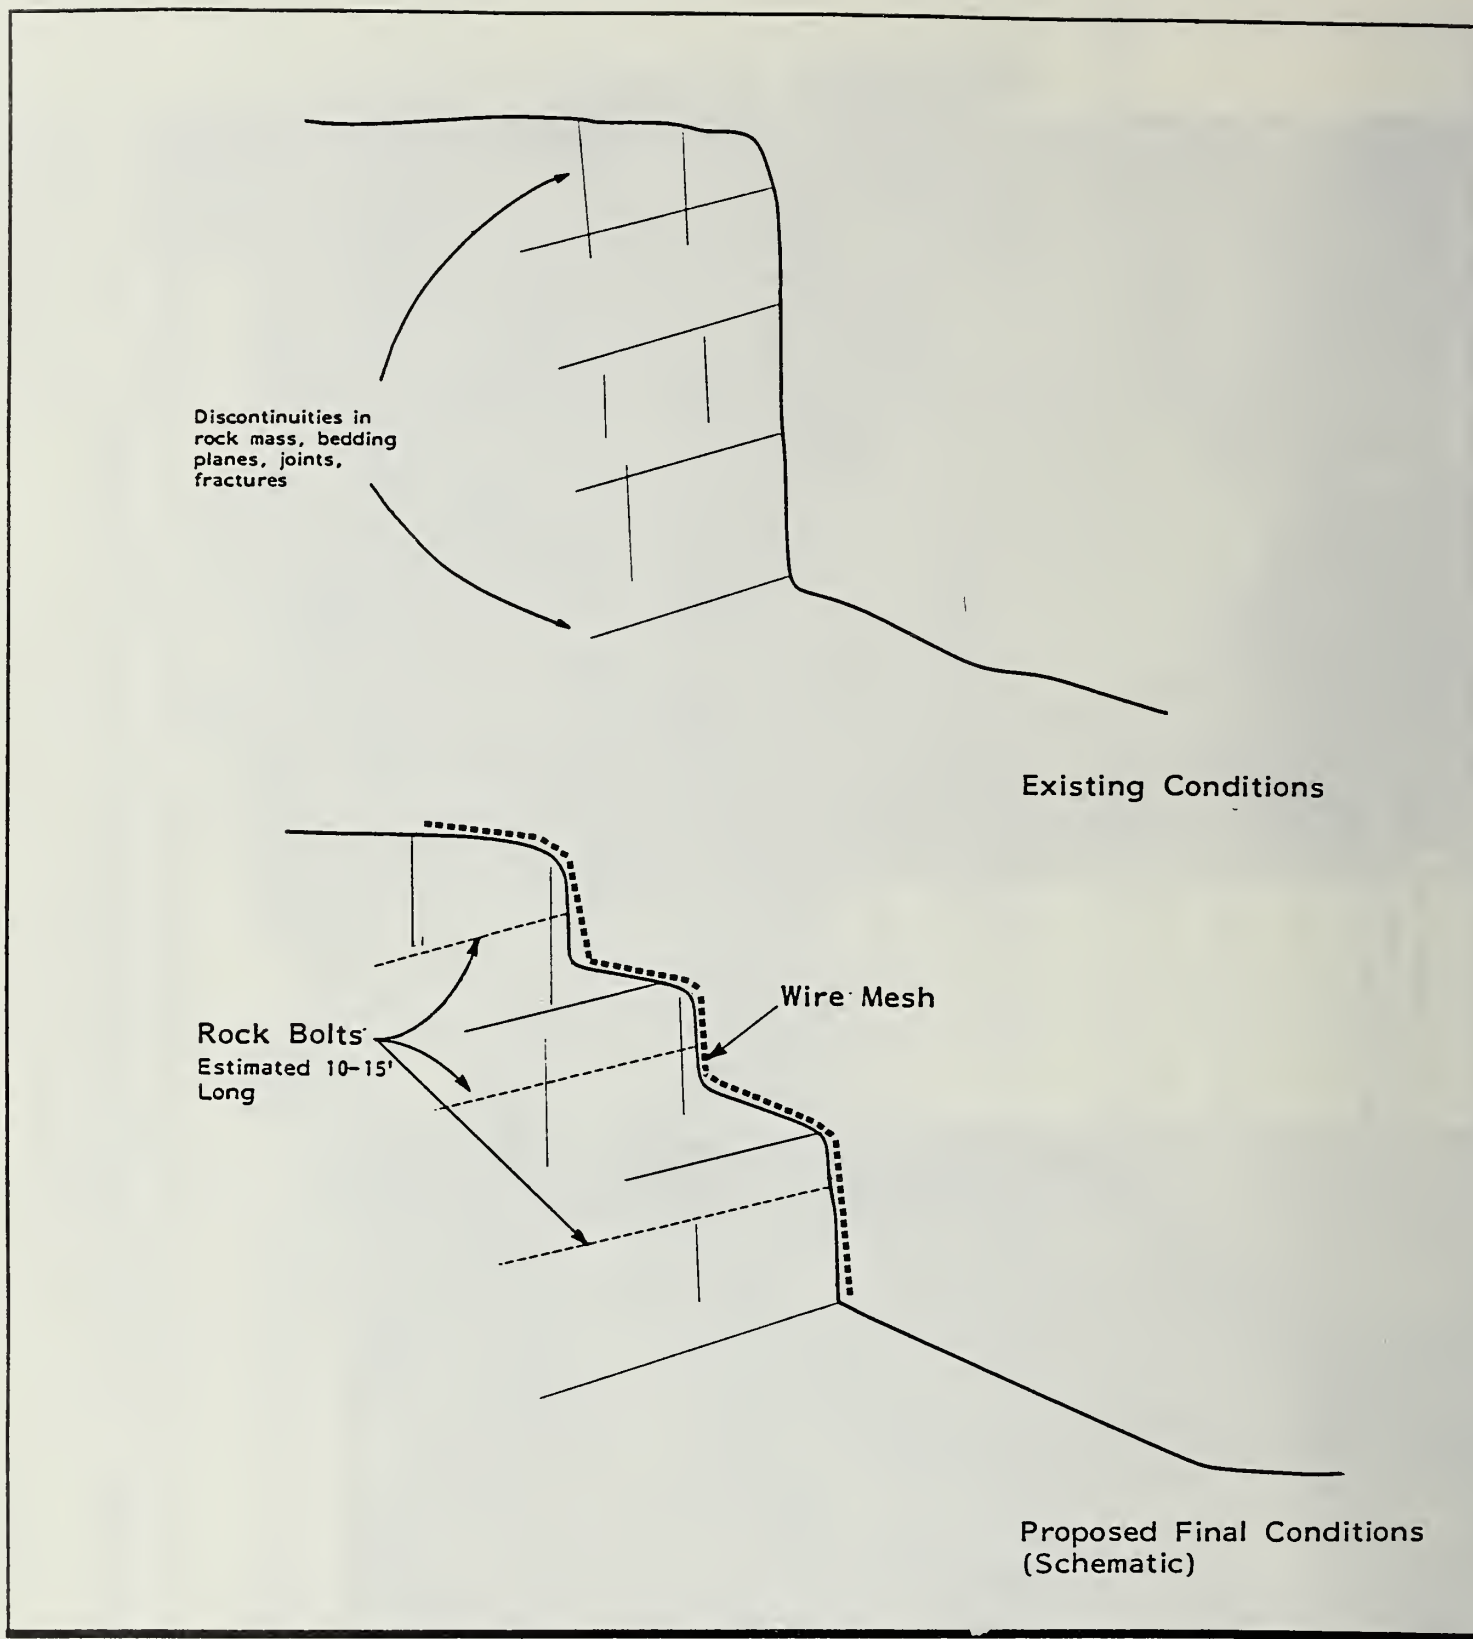 Discontinuities in
rock mass, bedding
planes, joints,
fractures
Existing Conditions
Wire Mesh
Rock Bolts
Estimated 10-15'
Long
Proposed Final Conditions
(Schematic)